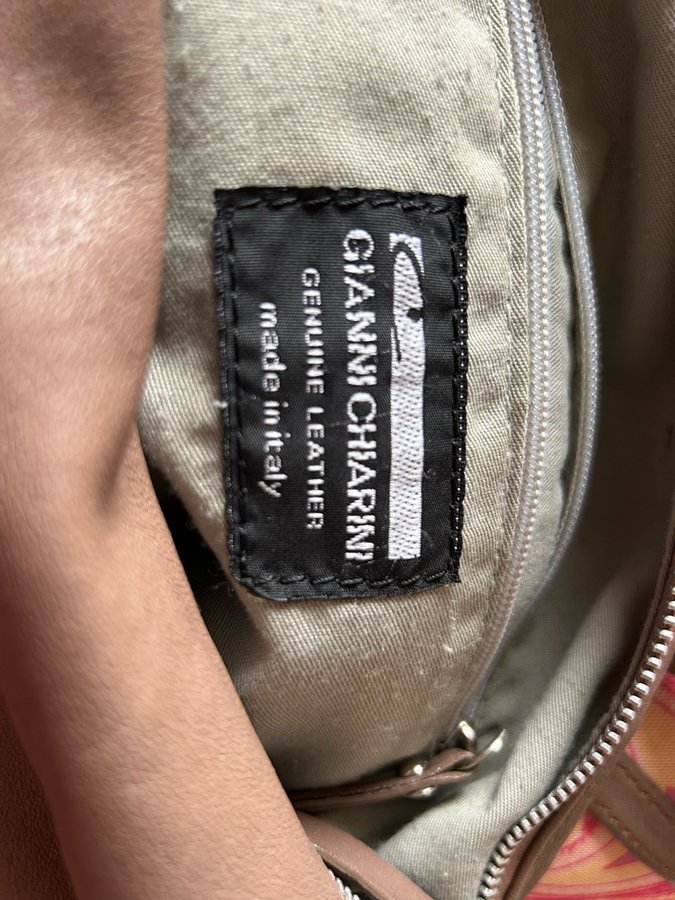 GIANNI CHIARINI
GENUINE LEATHER
made in italy